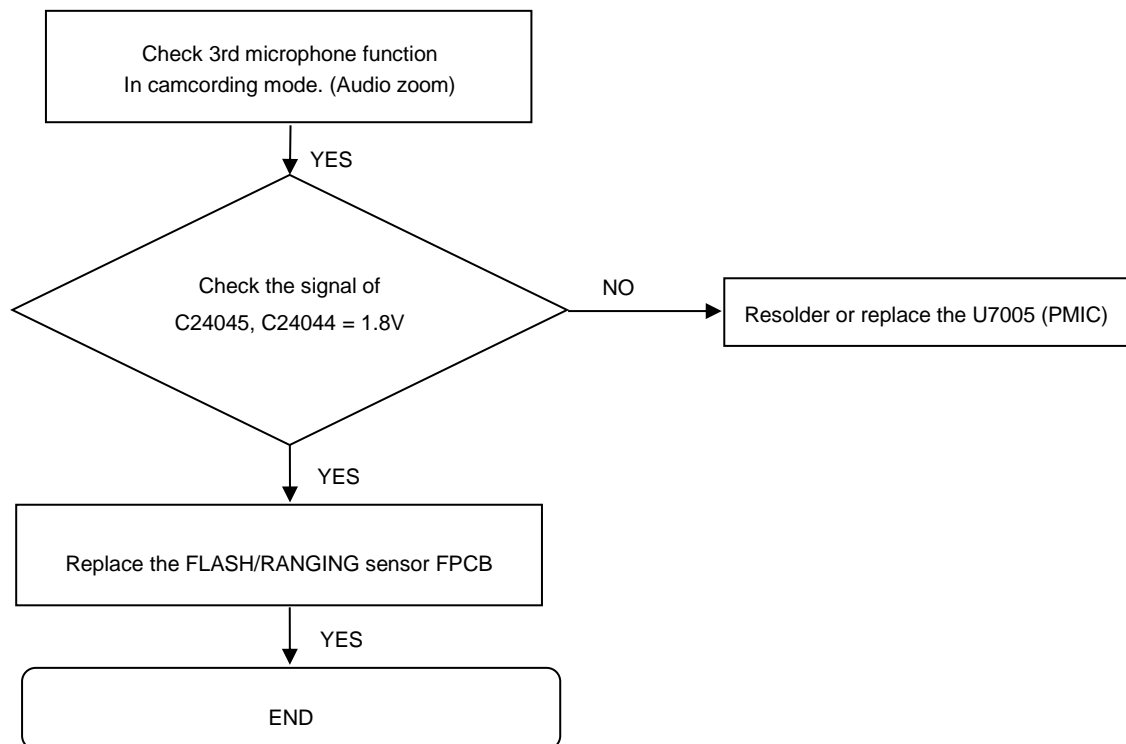 Check 3rd microphone function
In camcording mode. (Audio zoom)
YES
Check the signal of
C24045, C24044 = 1.8V
NO
Resolder or replace the U7005 (PMIC)
YES
Replace the FLASH/RANGING sensor FPCB
YES
END